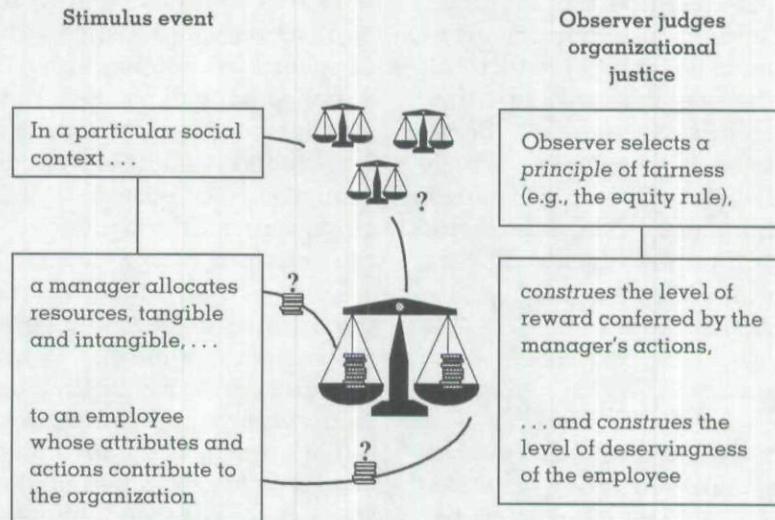 Stimulus event
In a particular social
context . . .
a manager allocates
resources, tangible
and intangible, . . .
to an employee
whose attributes and
actions contribute to
the organization
?
?
?
Observer judges
organizational
justice
Observer selects a
principle of fairness
(e.g., the equity rule),
construes the level of
reward conferred by the
manager's actions,
. . . and construes the
level of deservingness
of the employee